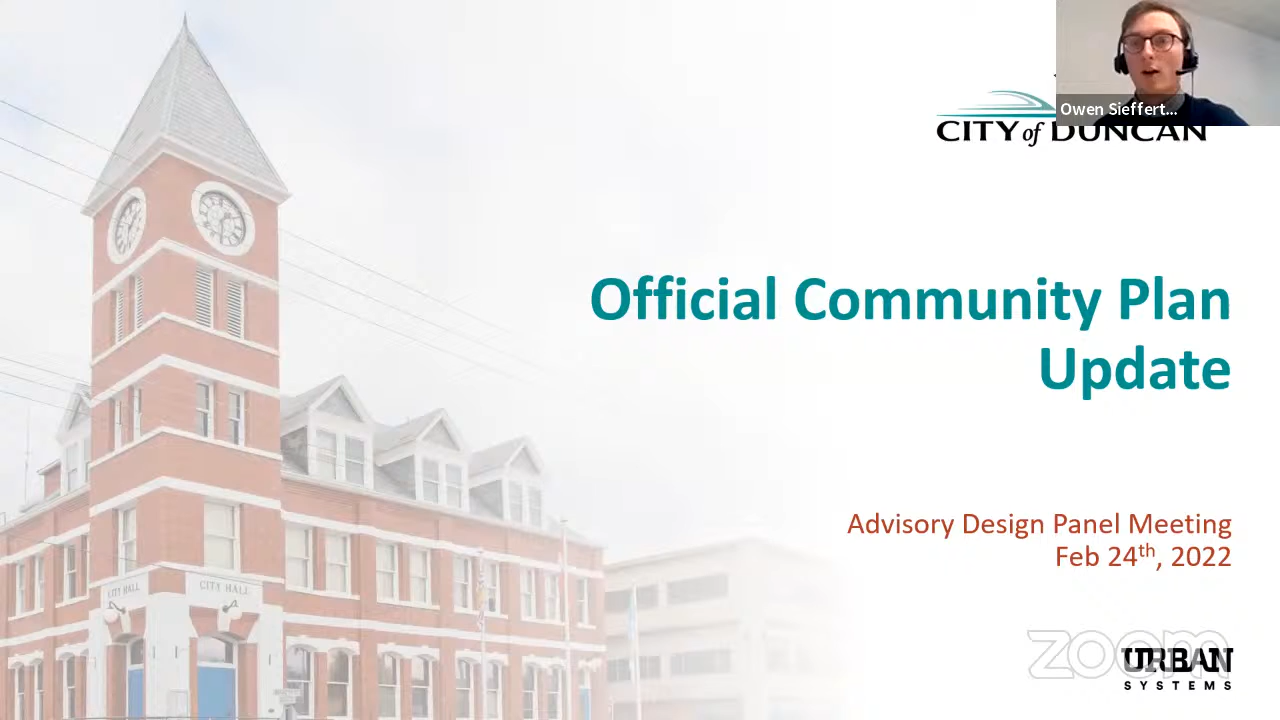 Owen Sieffert...
CITY of DUNCAN
Official Community Plan
Update
Advisory Design Panel Meeting
Feb 24th, 2022
CITY HALL
CITY HALL
zoom
URBAN
SYSTEMS